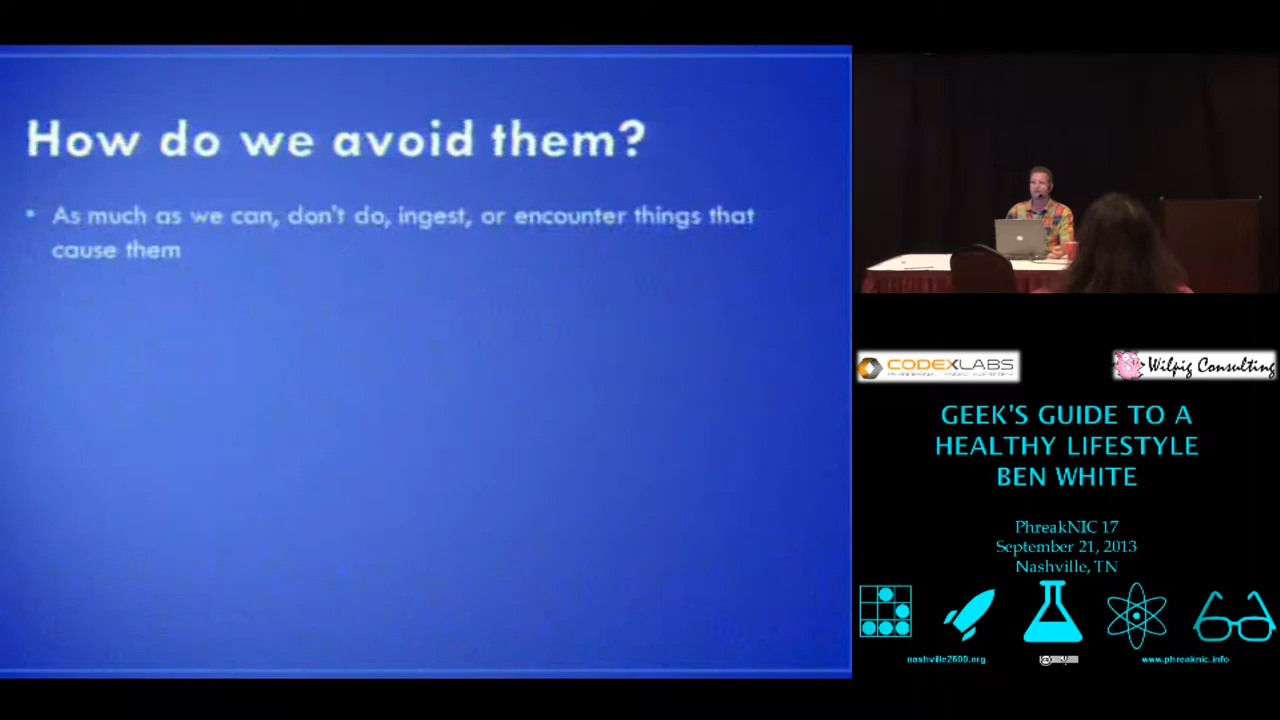 How do we avoid them?
• As much as we can, don't do, ingest, or encounter things that
cause them
CODEXLABS
Wilpig Consulting
GEEK'S GUIDE TO A
HEALTHY LIFESTYLE
BEN WHITE
PhreakNIC 17
September 21, 2013
Nashville, TN
nashville2600.org
www.phreaknic.info